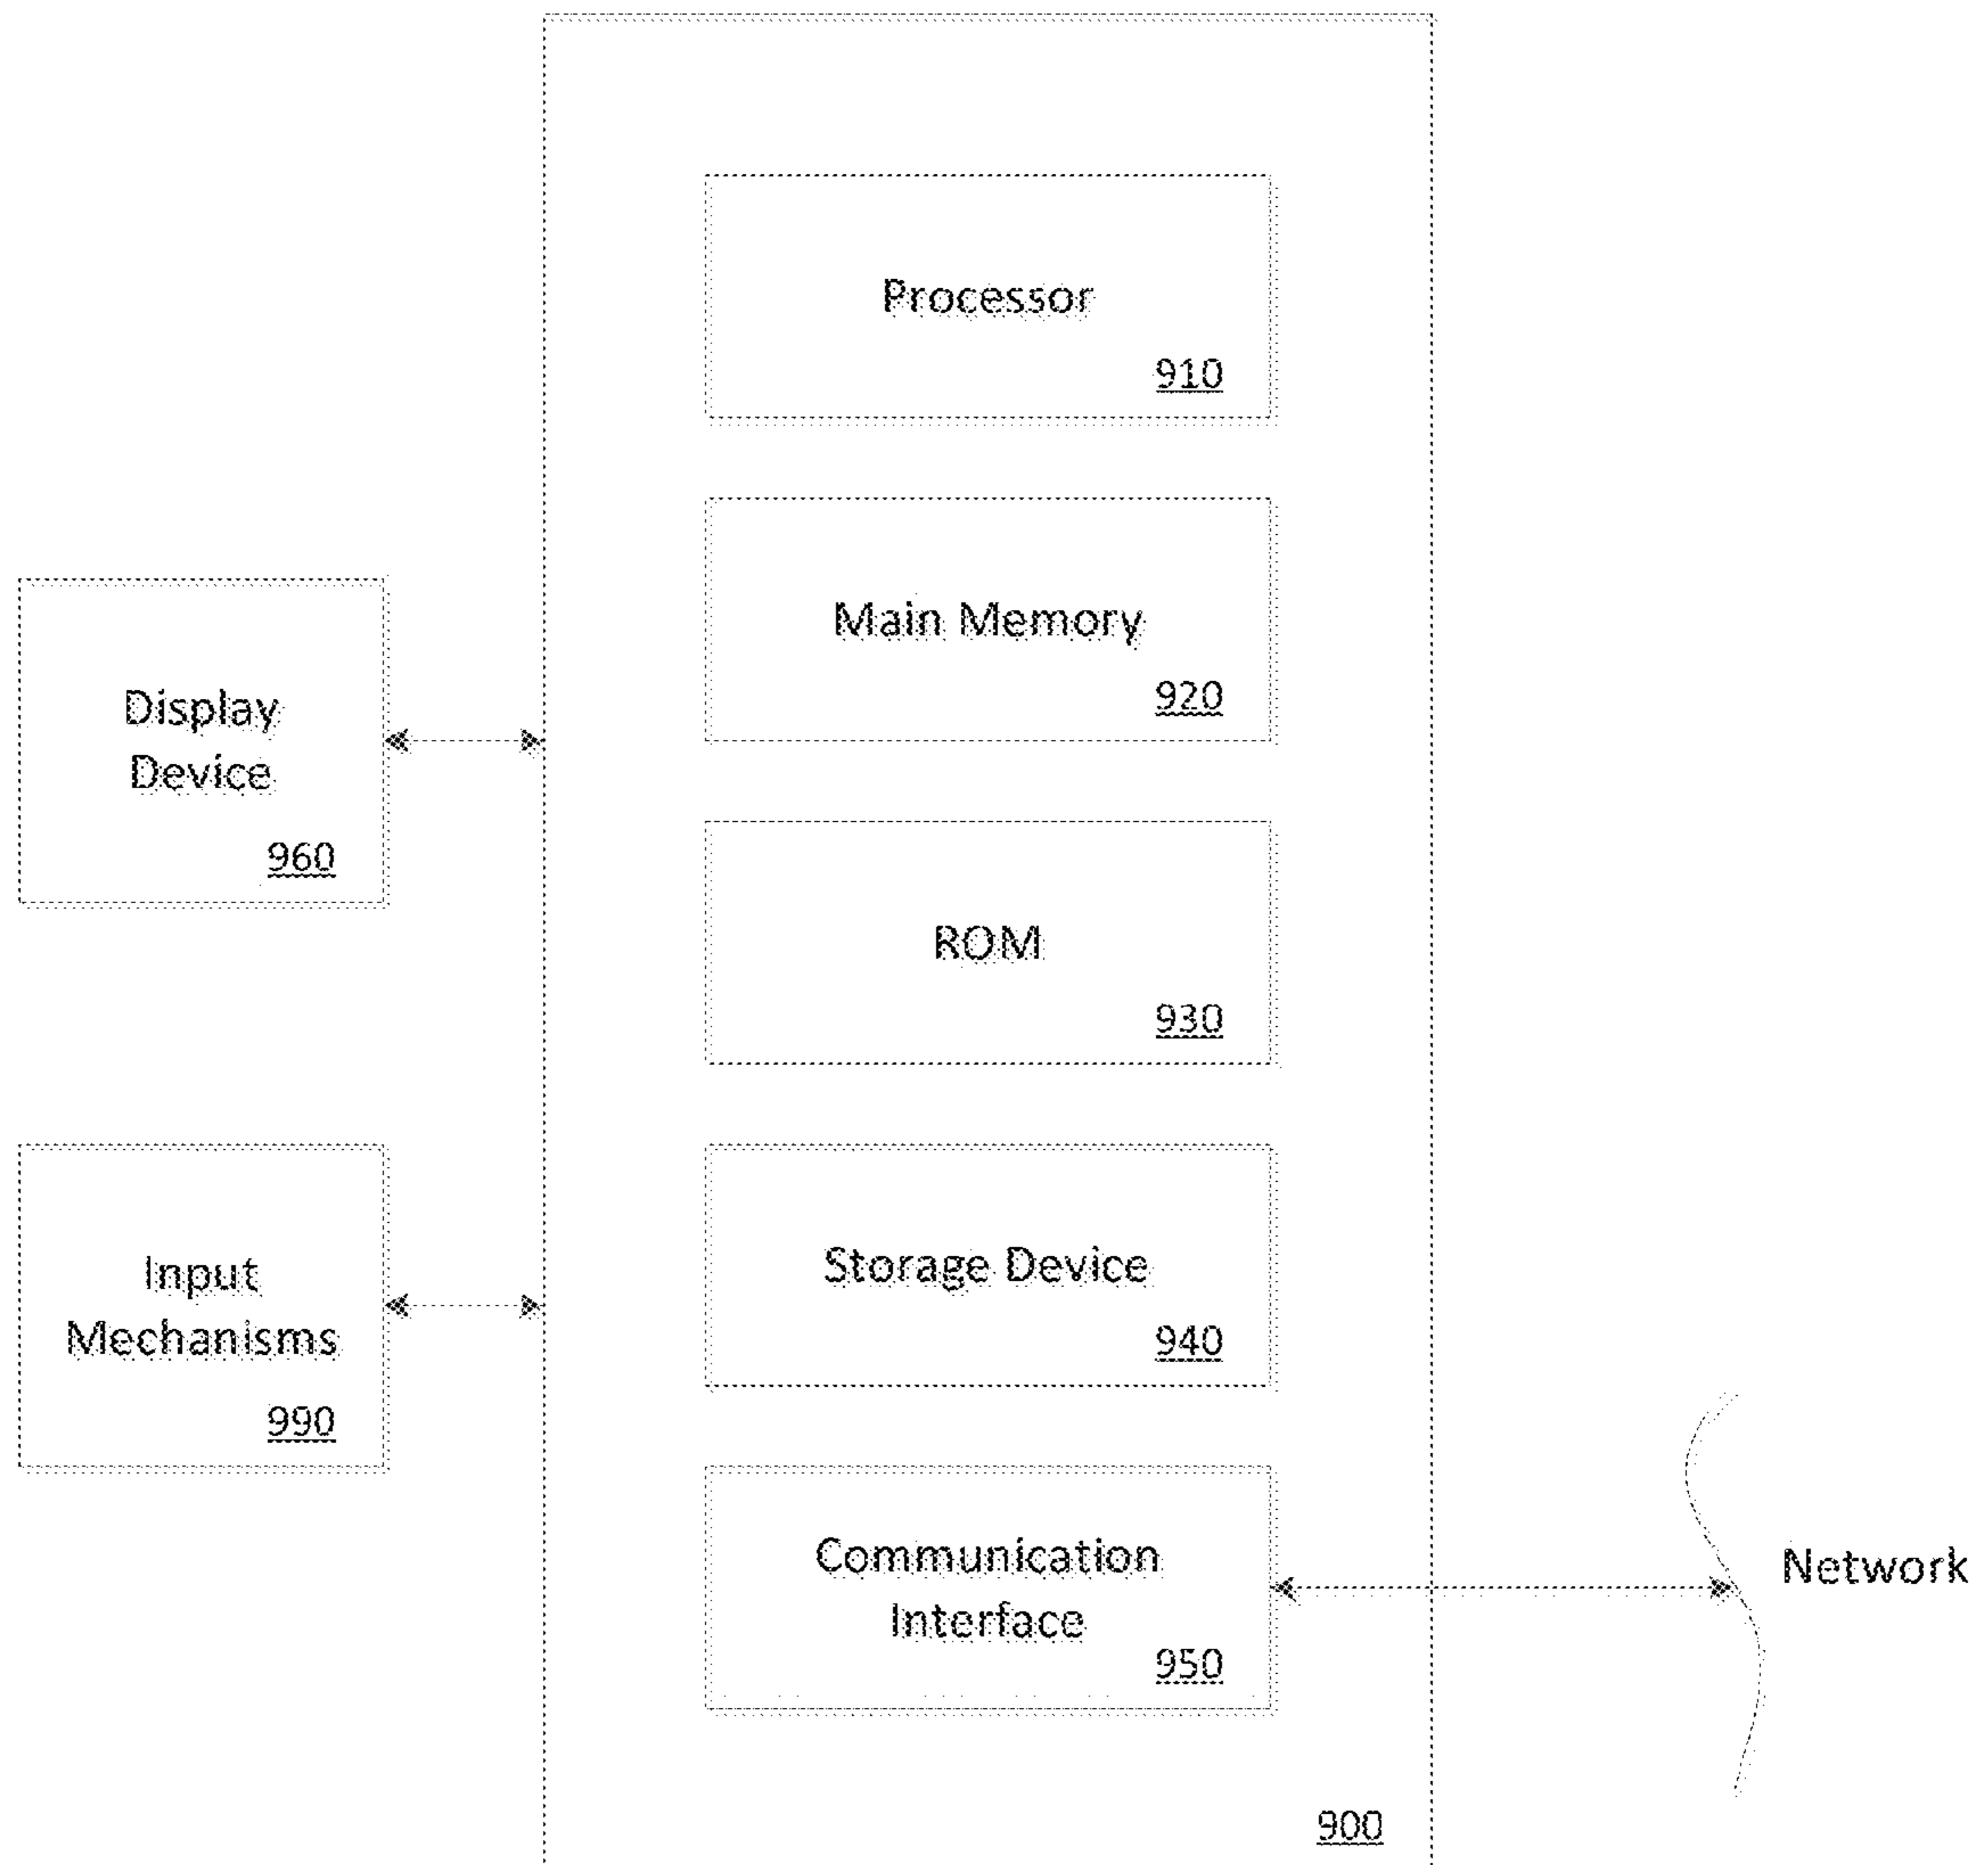 Processor
910
Main Memory
920
Display
Device
960
ROM
930
Storage Device
940
Input
Mechanisms
990
Communication
Interface
950
Network
900